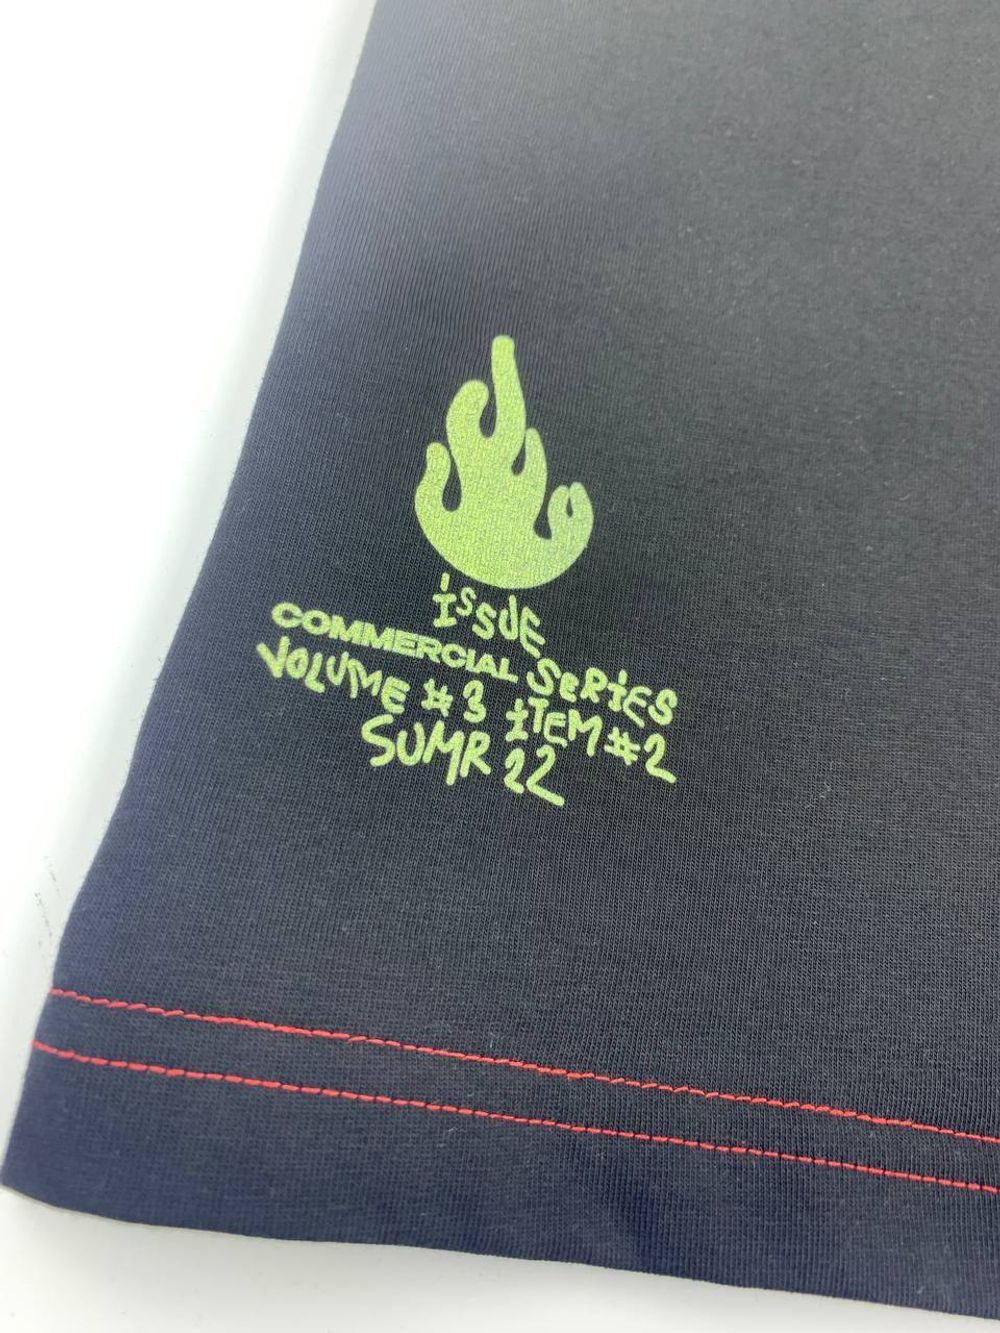 iSSUE
COMMERCIAL SeRiES
VOLUME #3 iTEM #2
SUMR 22